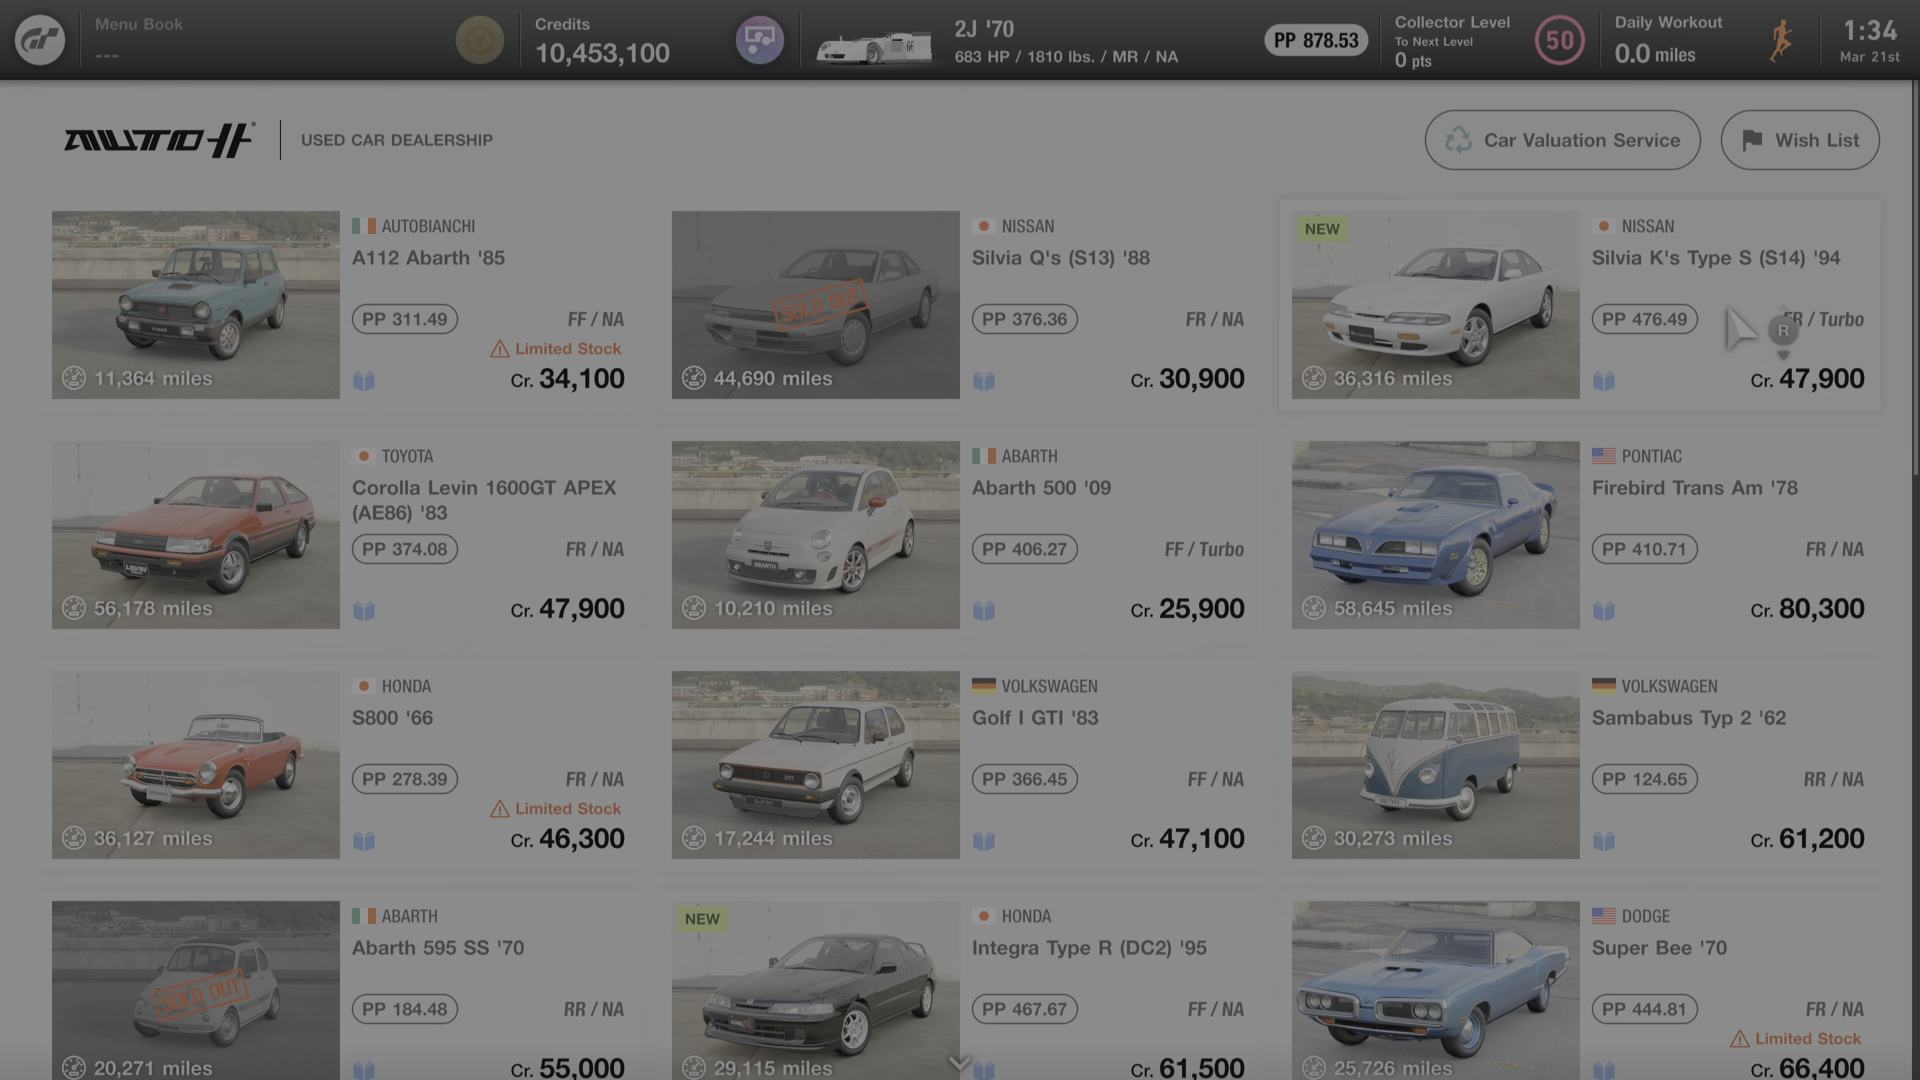 Menu Book
---
Credits
10,453,100
2J '70
683 HP / 1810 lbs. / MR / NA
PP 878.53
Collector Level
To Next Level
0 pts
50
Daily Workout
0.0 miles
1:34
Mar 21st
AUTO
USED CAR DEALERSHIP
Car Valuation Service
Wish List
AUTOBIANCHI
A112 Abarth '85
PP 311.49
FF / NA
Limited Stock
11,364 miles
Cr. 34,100
NISSAN
Silvia Q's (S13) '88
SOLD OUT
PP 376.36
FR / NA
44,690 miles
Cr. 30,900
NEW
NISSAN
Silvia K's Type S (S14) '94
PP 476.49
R
FR / Turbo
36,316 miles
Cr. 47,900
TOYOTA
Corolla Levin 1600GT APEX
(AE86) '83
LEVIN
PP 374.08
FR / NA
56,178 miles
Cr. 47,900
ABARTH
Abarth 500 '09
ABARTH
PP 406.27
FF / Turbo
10,210 miles
Cr. 25,900
PONTIAC
Firebird Trans Am '78
PP 410.71
FR / NA
58,645 miles
Cr. 80,300
HONDA
S800 '66
PP 278.39
FR / NA
Limited Stock
36,127 miles
Cr. 46,300
VOLKSWAGEN
Golf I GTI '83
PP 366.45
FF / NA
17,244 miles
Cr. 47,100
VOLKSWAGEN
Sambabus Typ 2 '62
PP 124.65
RR / NA
30,273 miles
Cr. 61,200
ABARTH
Abarth 595 SS '70
SOLD OUT
PP 184.48
RR / NA
20,271 miles
Cr. 55,000
NEW
HONDA
Integra Type R (DC2) '95
PP 467.67
FF / NA
29,115 miles
Cr. 61,500
DODGE
Super Bee '70
PP 444.81
FR / NA
Limited Stock
25,726 miles
Cr. 66,400